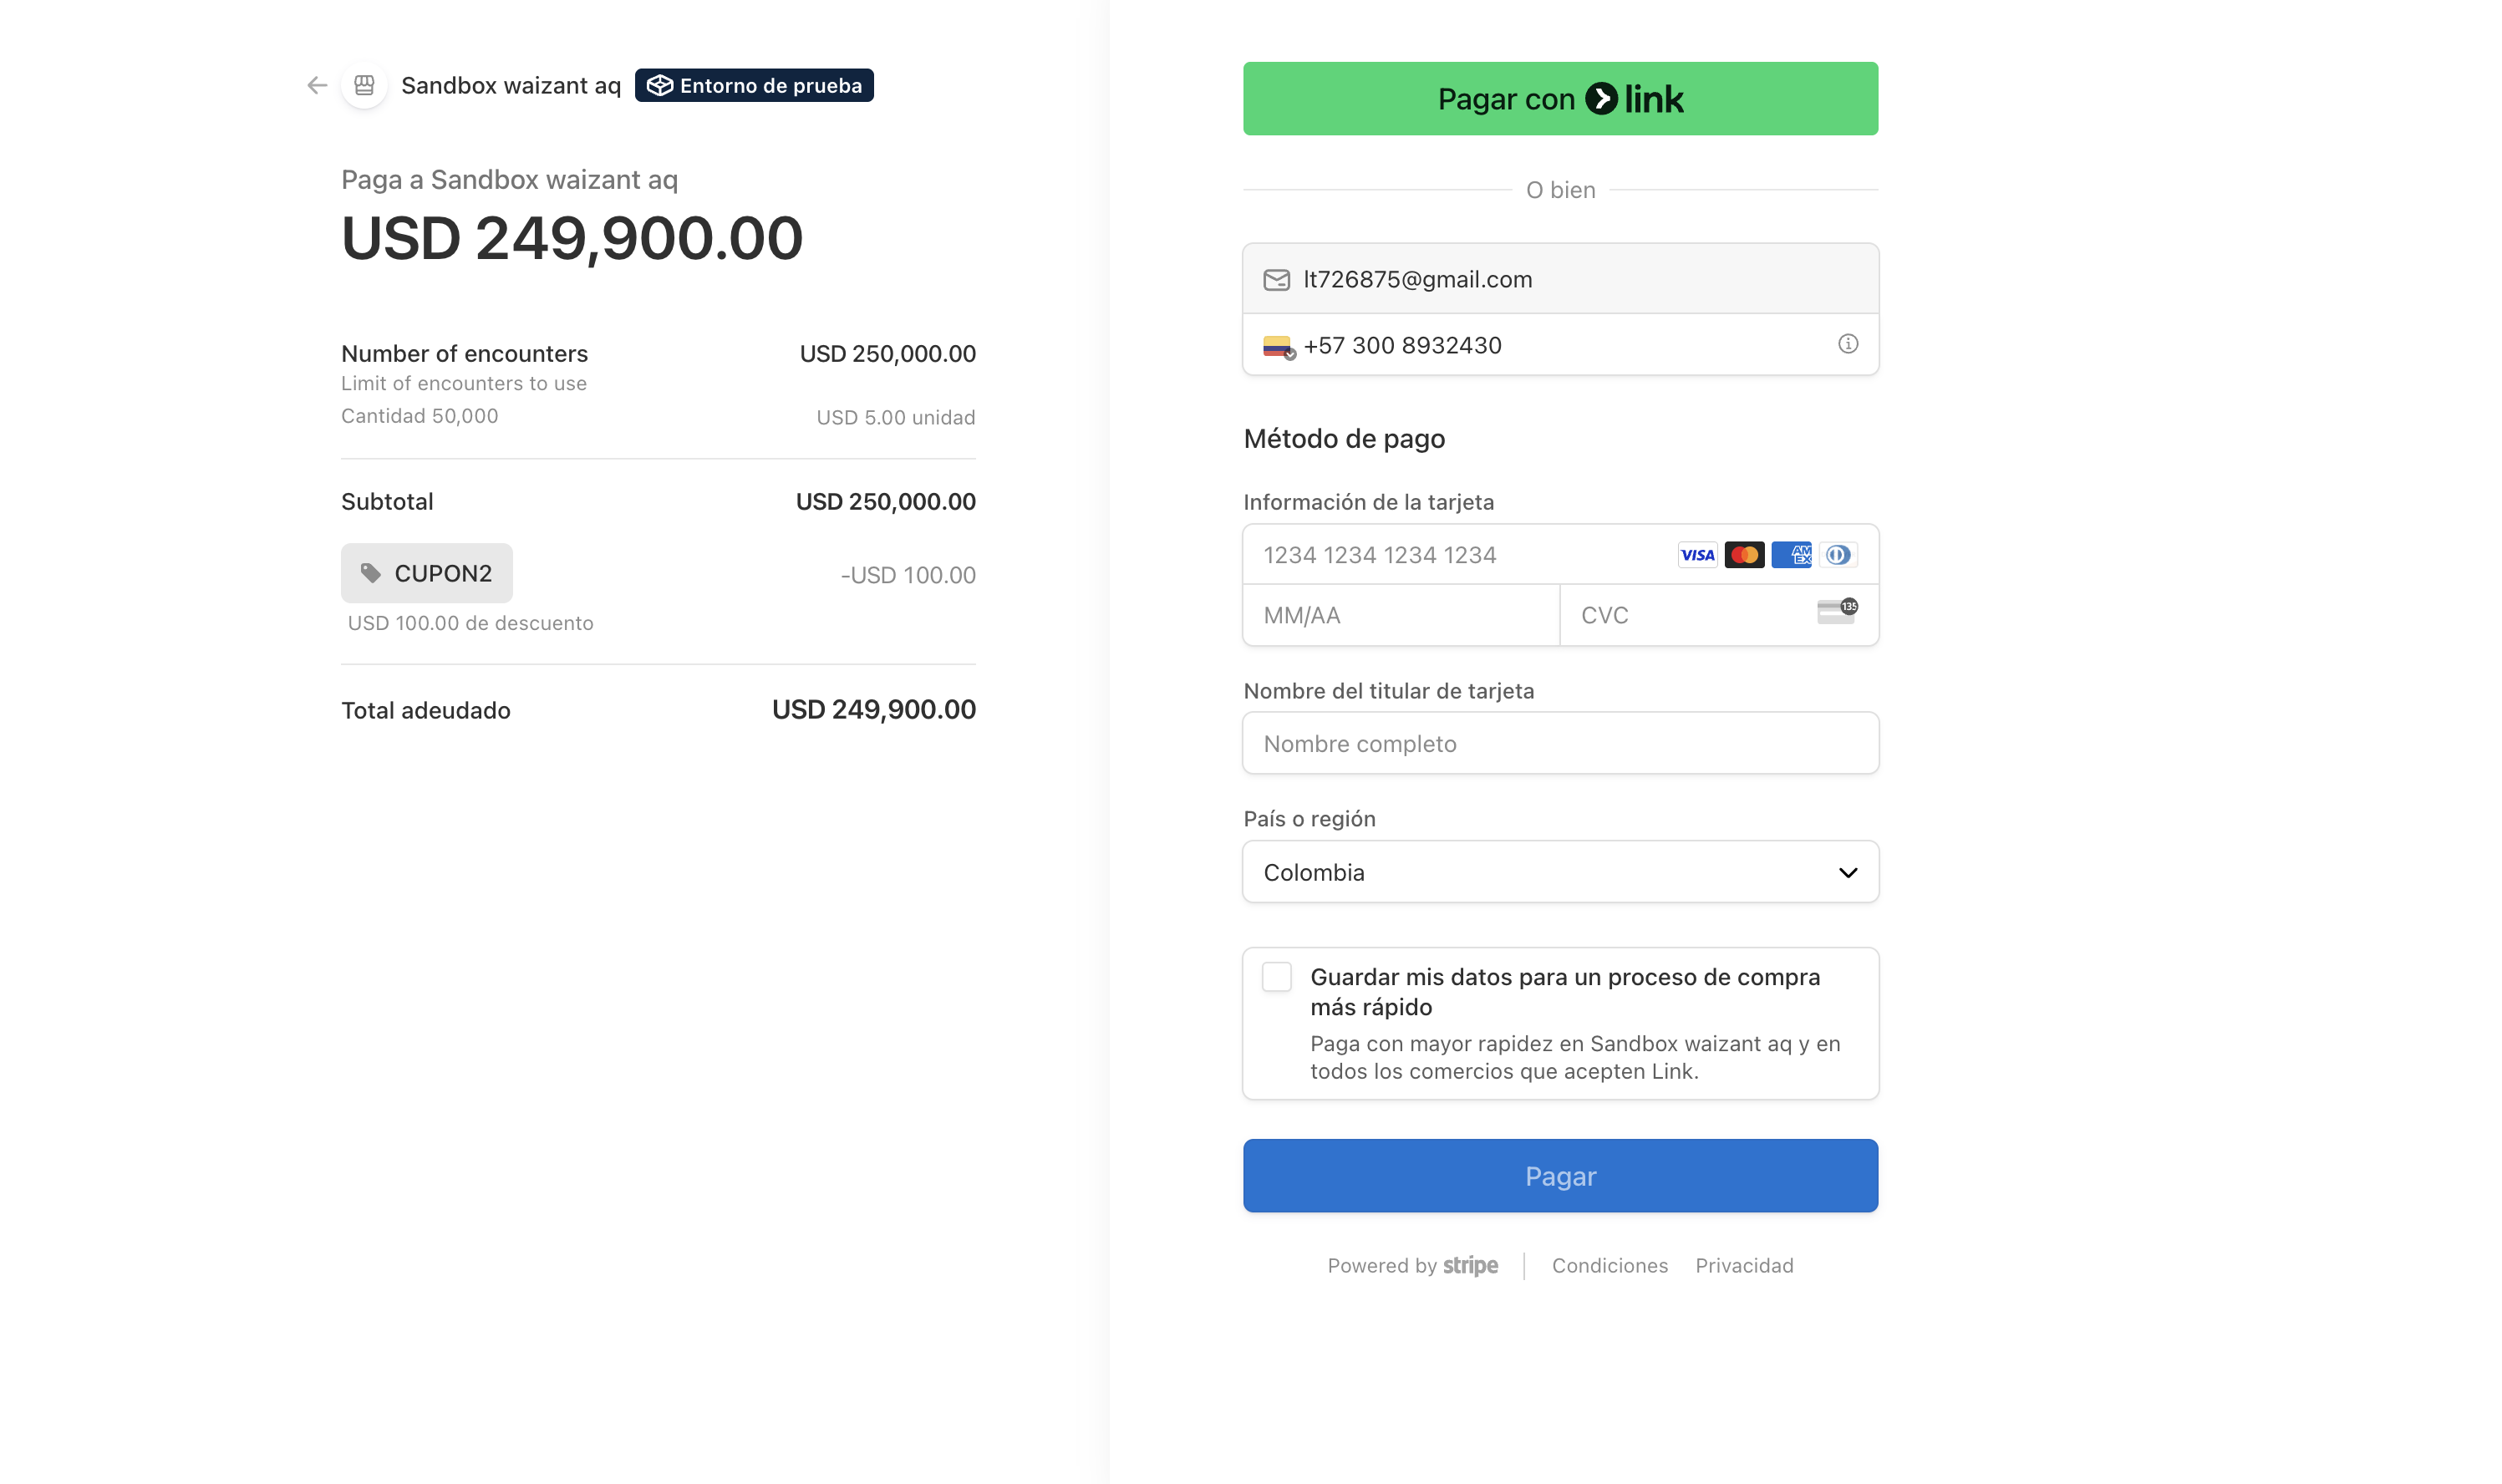 Sandbox waizant aq Entorno de prueba
Paga a Sandbox waizant aq
USD 249,900.00
Number of encounters USD 250,000.00
Limit of encounters to use
Cantidad 50,000 USD 5.00 unidad
Subtotal USD 250,000.00
CUPON2 -USD 100.00
USD 100.00 de descuento
Total adeudado USD 249,900.00
Pagar con link
O bien
lt726875@gmail.com
+57 300 8932430
Método de pago
Información de la tarjeta
1234 1234 1234 1234 VISA AMEX
MM/AA CVC 135
Nombre del titular de tarjeta
Nombre completo
País o región
Colombia
Guardar mis datos para un proceso de compra
más rápido
Paga con mayor rapidez en Sandbox waizant aq y en
todos los comercios que acepten Link.
Pagar
Powered by stripe Condiciones Privacidad